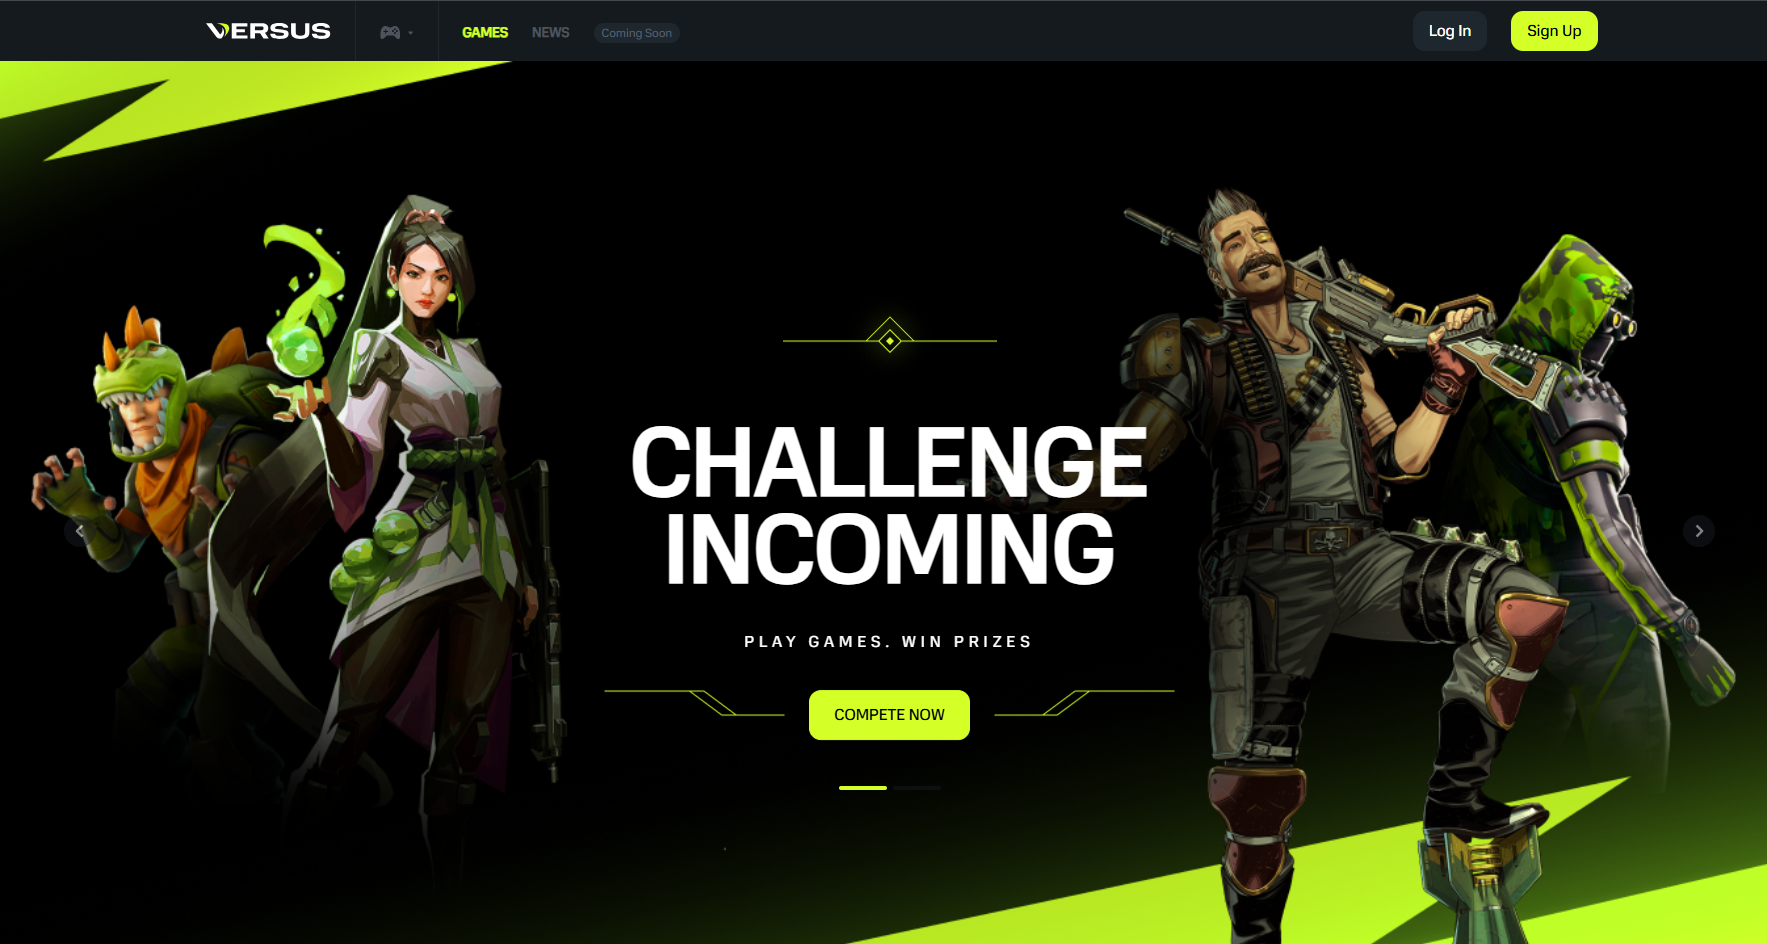 VERSUS
GAMES
NEWS
Coming Soon
Log In
Sign Up
CHALLENGE
INCOMING
PLAY GAMES. WIN PRIZES
COMPETE NOW